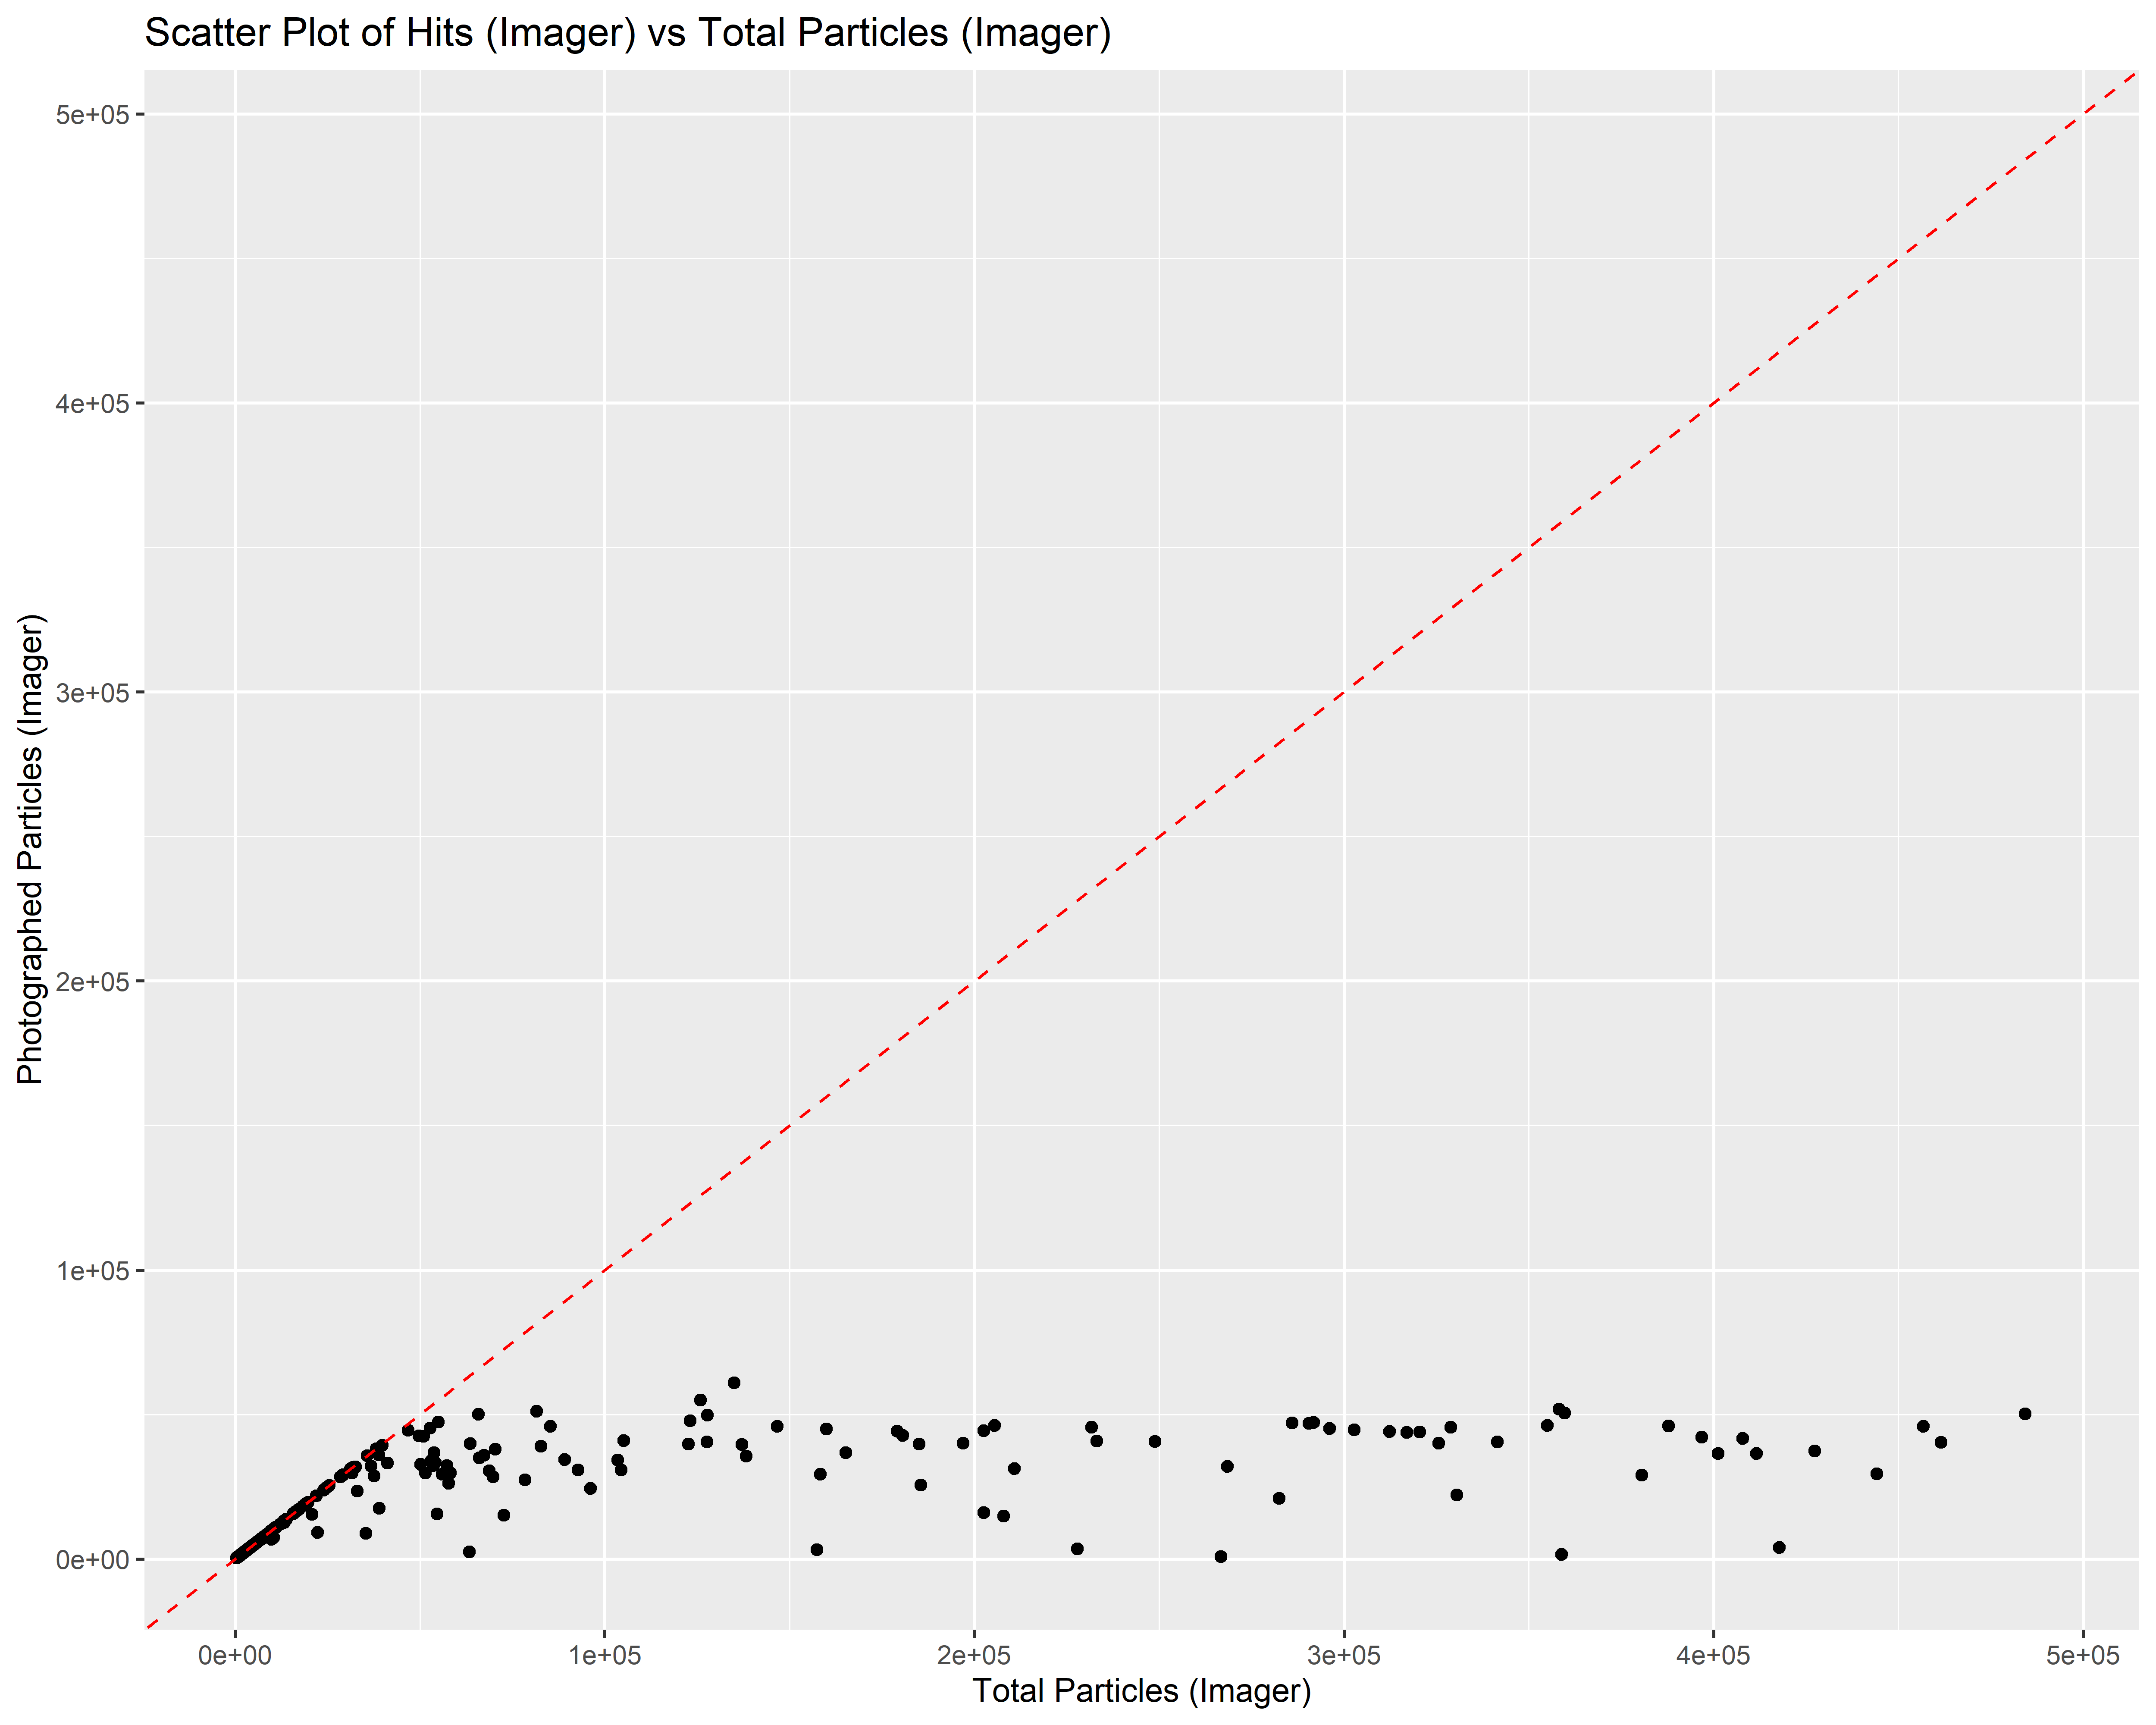 Scatter Plot of Hits (Imager) vs Total Particles (Imager)
Photographed Particles (Imager)
5e+05
4e+05
3e+05
2e+05
1e+05
0e+00
0e+00 1e+05 2e+05 3e+05 4e+05 5e+05
Total Particles (Imager)